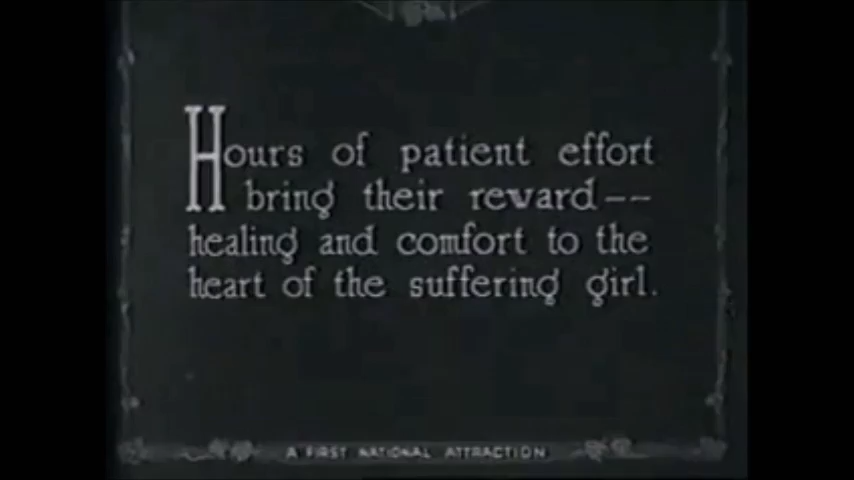 Hours of patient effort
bring their reward--
healing and comfort to the
heart of the suffering girl.
A FIRST NATIONAL ATTRACTION